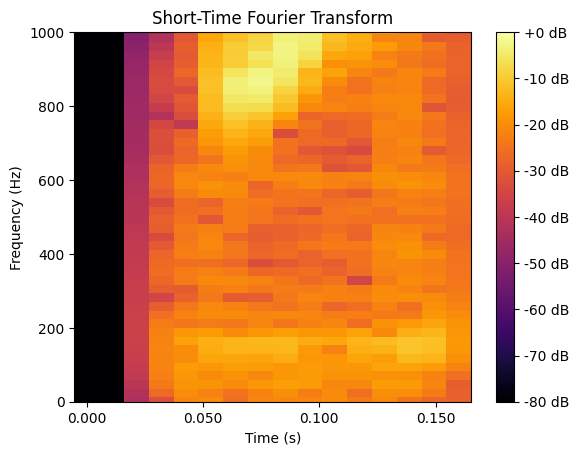 Short-Time Fourier Transform
Frequency (Hz)
1000
800
600
400
200
0
0.000
0.050
0.100
0.150
Time (s)
+0 dB
-10 dB
-20 dB
-30 dB
-40 dB
-50 dB
-60 dB
-70 dB
-80 dB